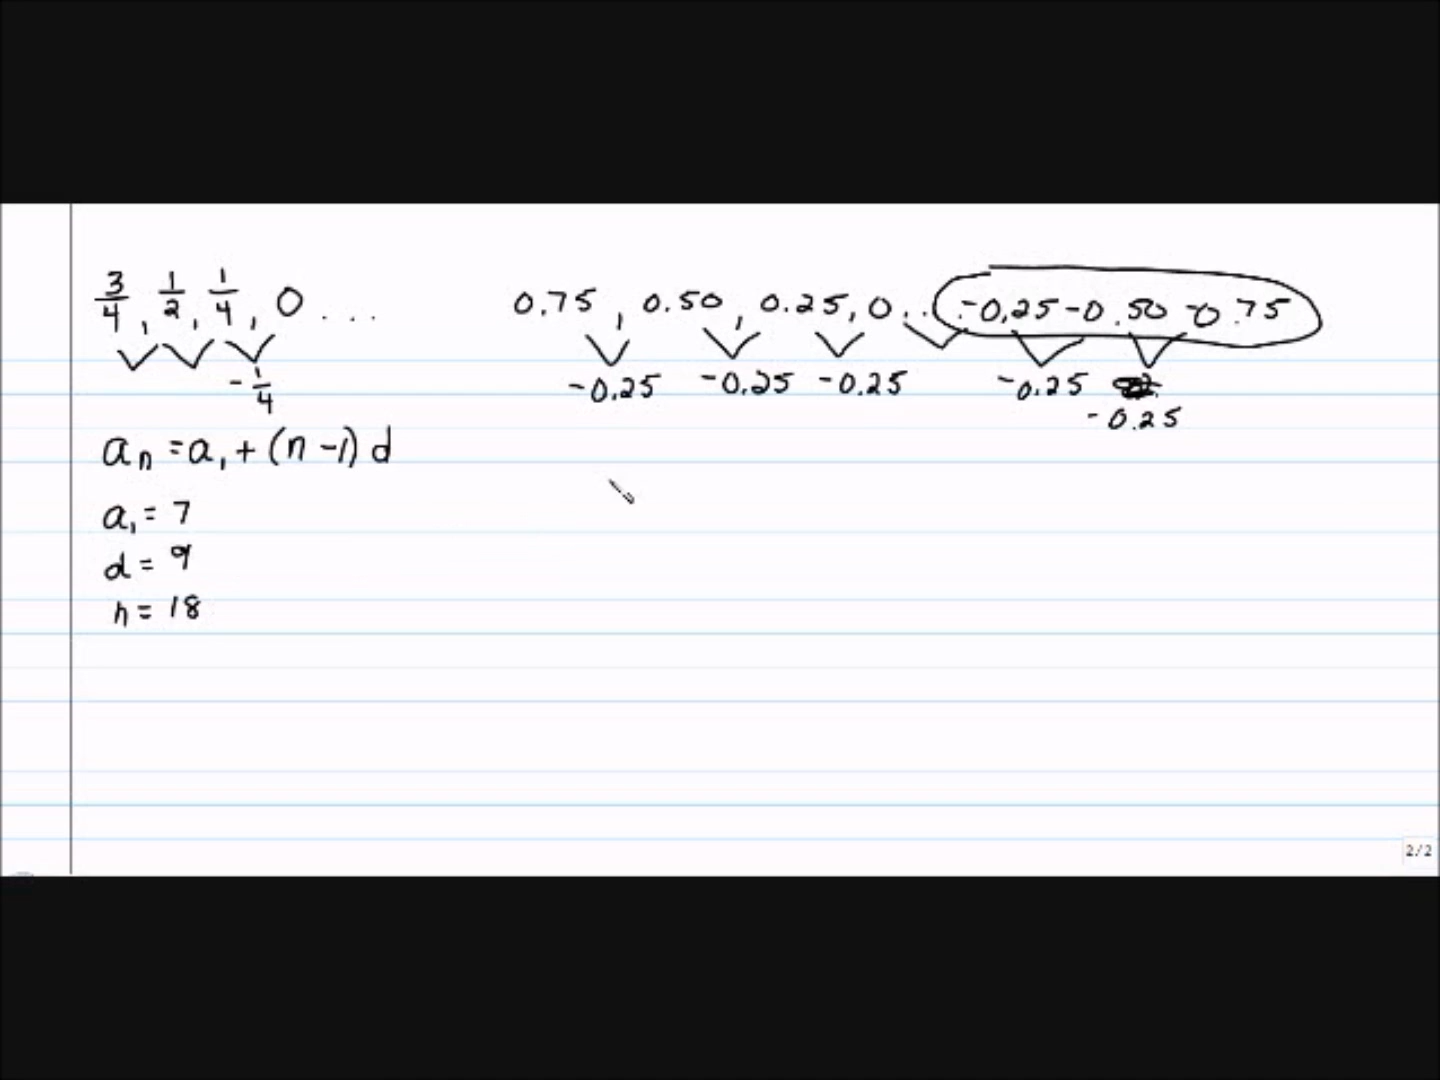 3/4, 1/2, 1/4, 0 ... 0.75, 0.50, 0.25, 0... -0.25 -0.50 -0.75
-1/4 -0.25 -0.25 -0.25 -0.25
-0.25
aₙ = a₁ + (n-1) d
a₁ = 7
d = 9
n = 18
2/2